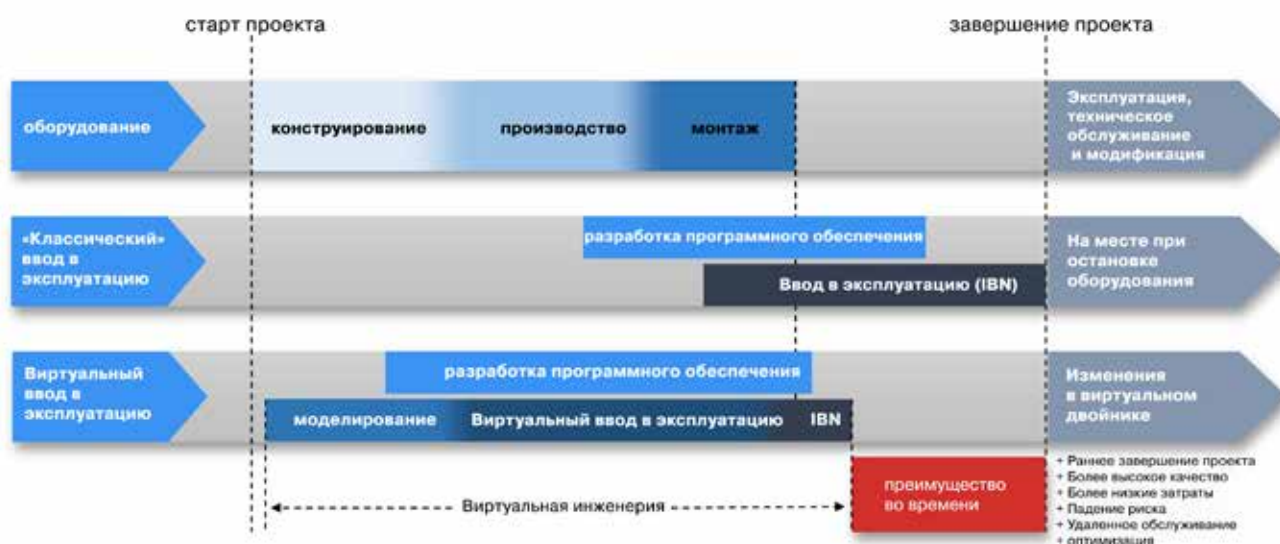 старт проекта
завершение проекта
оборудование
конструирование
производство
монтаж
Эксплуатация,
техническое
обслуживание
и модификация
«Классический»
ввод в
эксплуатацию
разработка программного обеспечения
Ввод в эксплуатацию (IBN)
На месте при
остановке
оборудования
Виртуальный
ввод в
эксплуатацию
разработка программного обеспечения
моделирование
Виртуальный ввод в эксплуатацию
IBN
Изменения
в виртуальном
двойнике
Виртуальная инженерия
преимущество
во времени
+ Раннее завершение проекта
+ Более высокое качество
+ Более низкие затраты
+ Падение риска
+ Удаленное обслуживание
+ оптимизация